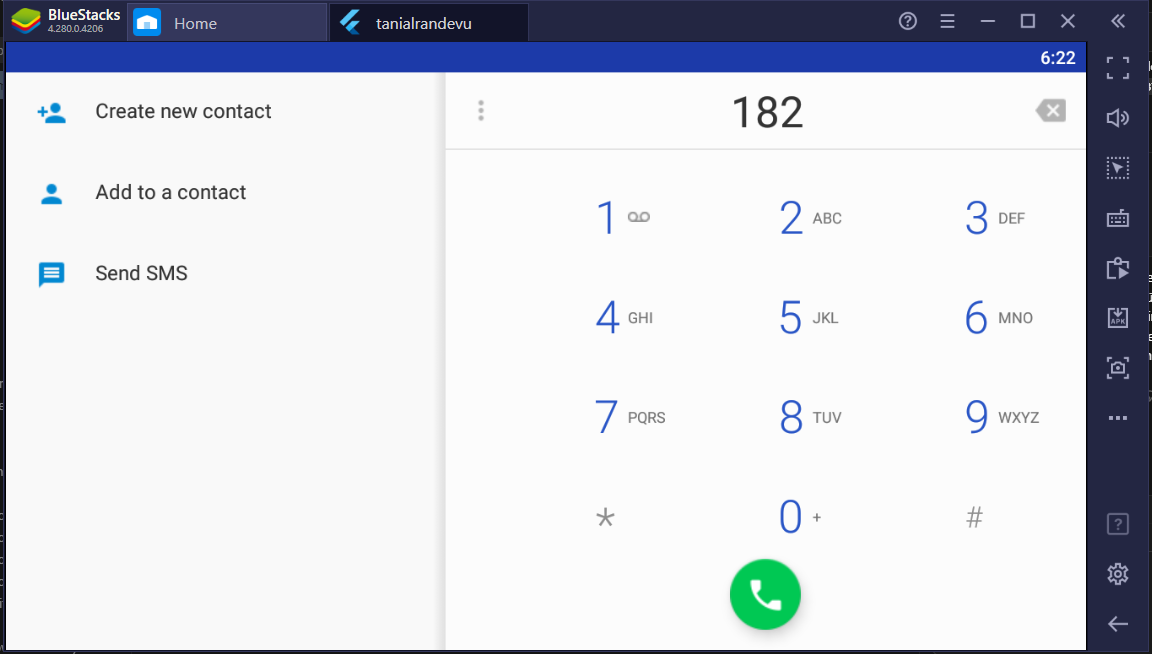 BlueStacks
4.280.0.4206
Home
tanialrandevu
6:22
Create new contact
Add to a contact
Send SMS
182
1
2 ABC
3 DEF
4 GHI
5 JKL
6 MNO
7 PQRS
8 TUV
9 WXYZ
*
0 +
#
APK